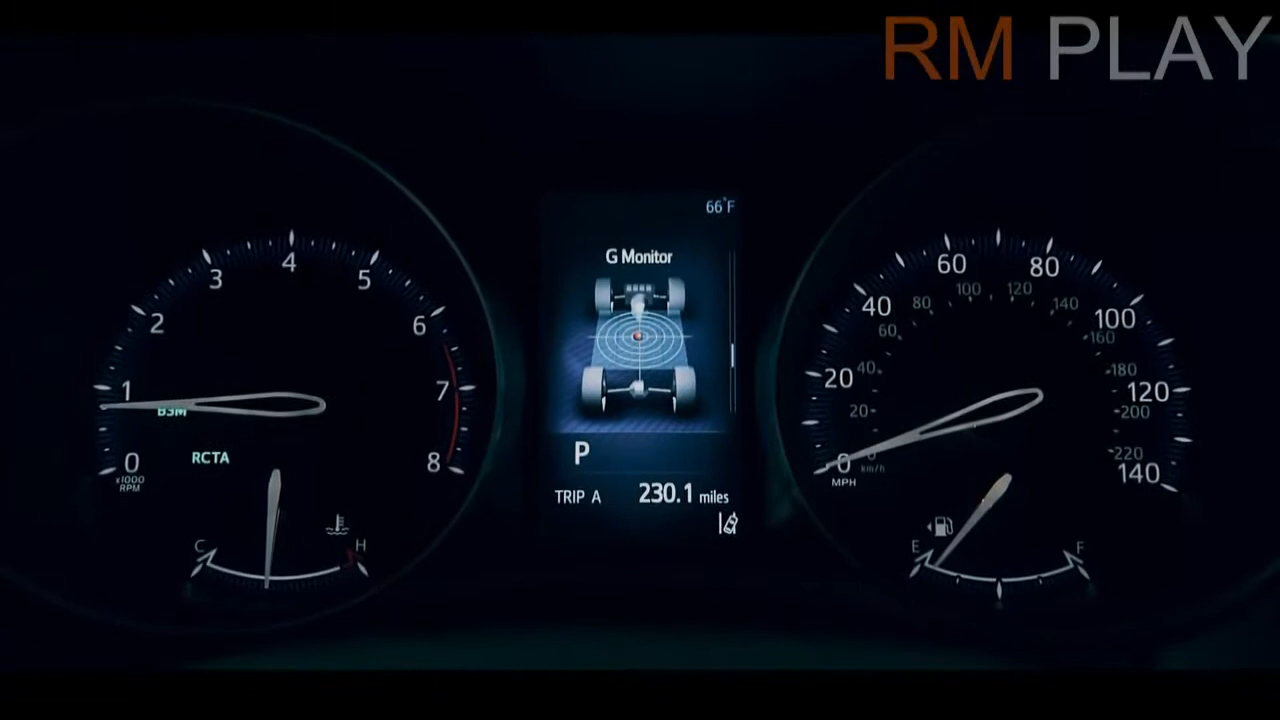 RM PLAY
66°F
G Monitor
P
TRIP A 230.1 miles
0 1 2 3 4 5 6 7 8
x1000
RPM
BSM
RCTA
C H
0 20 40 60 80 100 120 140
MPH
0 20 40 60 80 100 120 140 160 180 200 220
km/h
E F